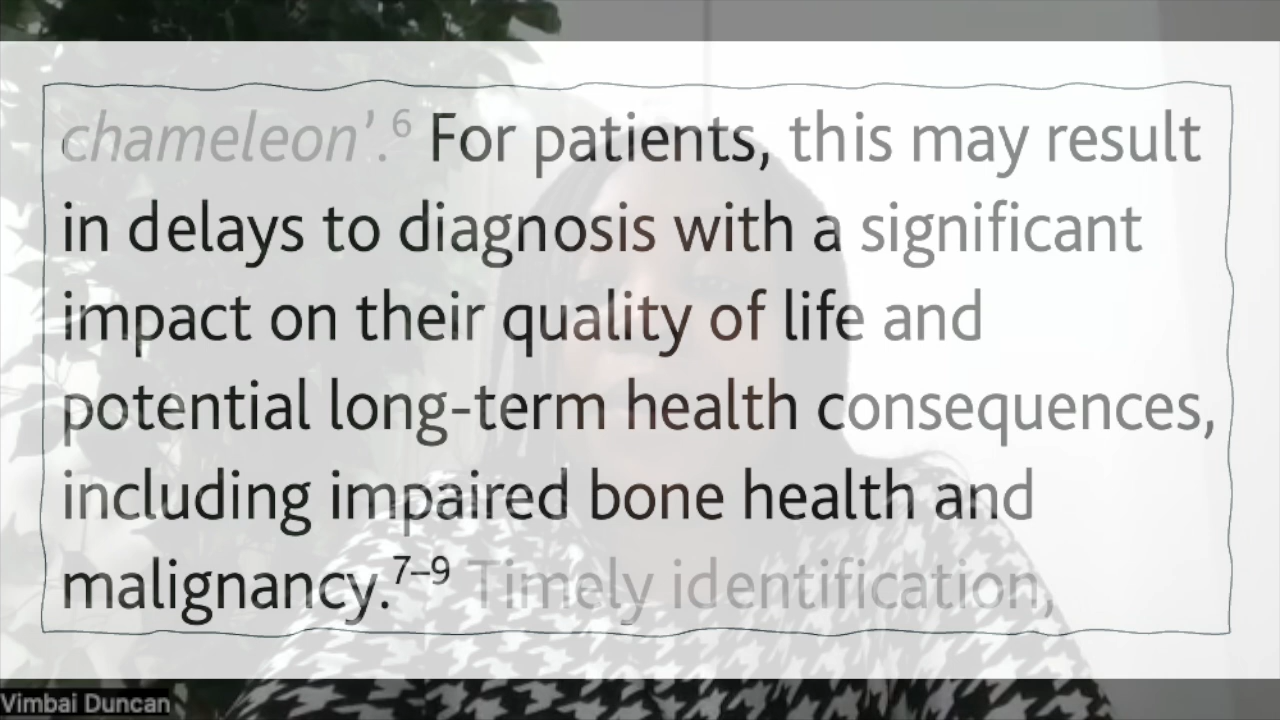 chameleon’.⁶ For patients, this may result
in delays to diagnosis with a significant
impact on their quality of life and
potential long-term health consequences,
including impaired bone health and
malignancy.⁷⁻⁹ Timely identification,
Vimbai Duncan